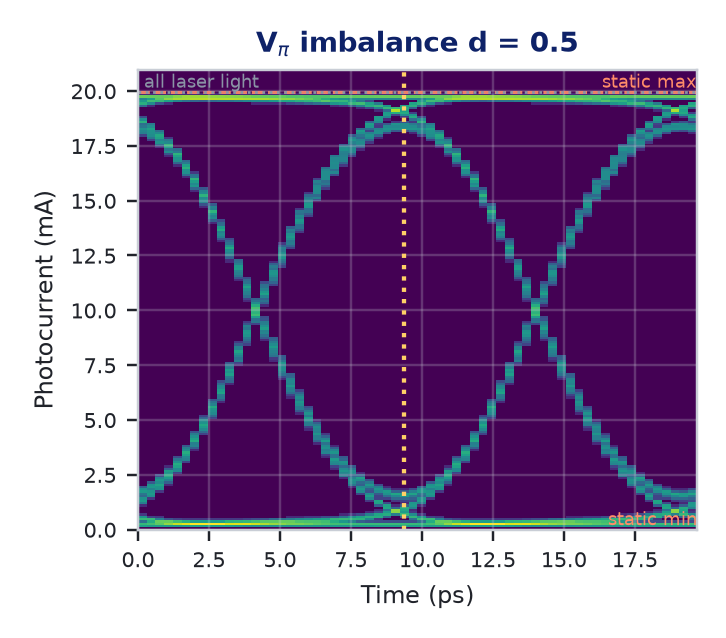 Vπ imbalance d = 0.5
all laser light
static max
20.0
17.5
15.0
12.5
10.0
7.5
5.0
2.5
0.0
static min
Photocurrent (mA)
0.0 2.5 5.0 7.5 10.0 12.5 15.0 17.5
Time (ps)